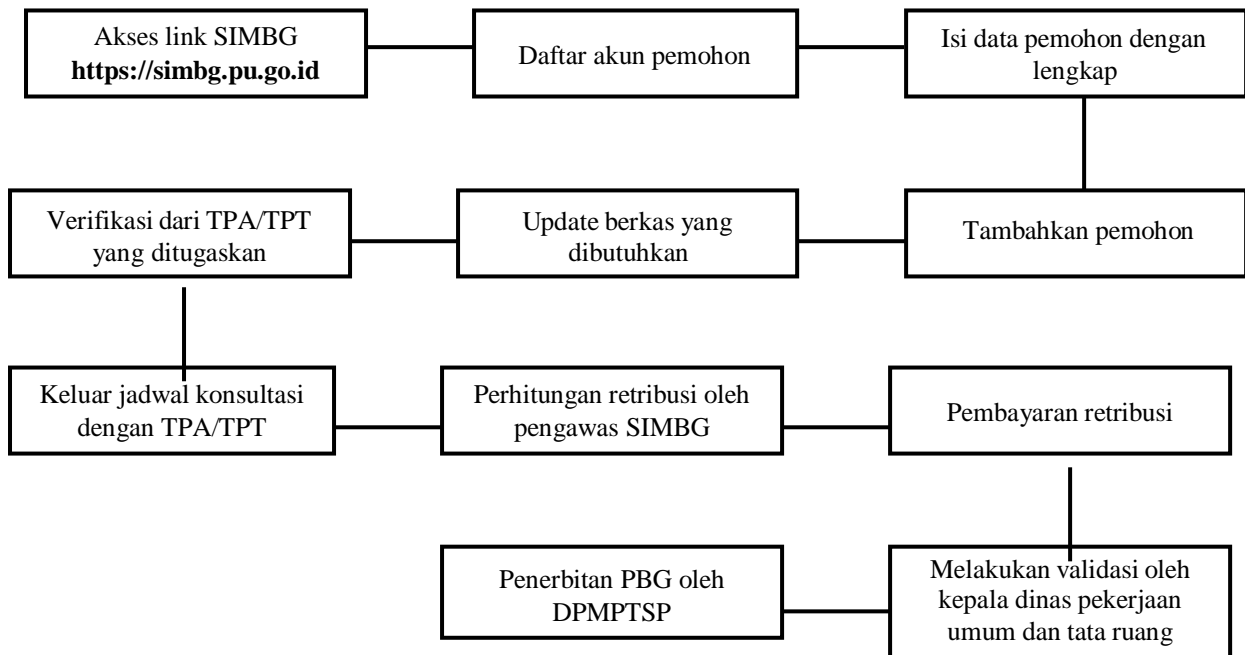 Akses link SIMBG
https://simbg.pu.go.id
Daftar akun pemohon
Isi data pemohon dengan
lengkap
Tambahkan pemohon
Update berkas yang
dibutuhkan
Verifikasi dari TPA/TPT
yang ditugaskan
Keluar jadwal konsultasi
dengan TPA/TPT
Perhitungan retribusi oleh
pengawas SIMBG
Pembayaran retribusi
Melakukan validasi oleh
kepala dinas pekerjaan
umum dan tata ruang
Penerbitan PBG oleh
DPMPTSP